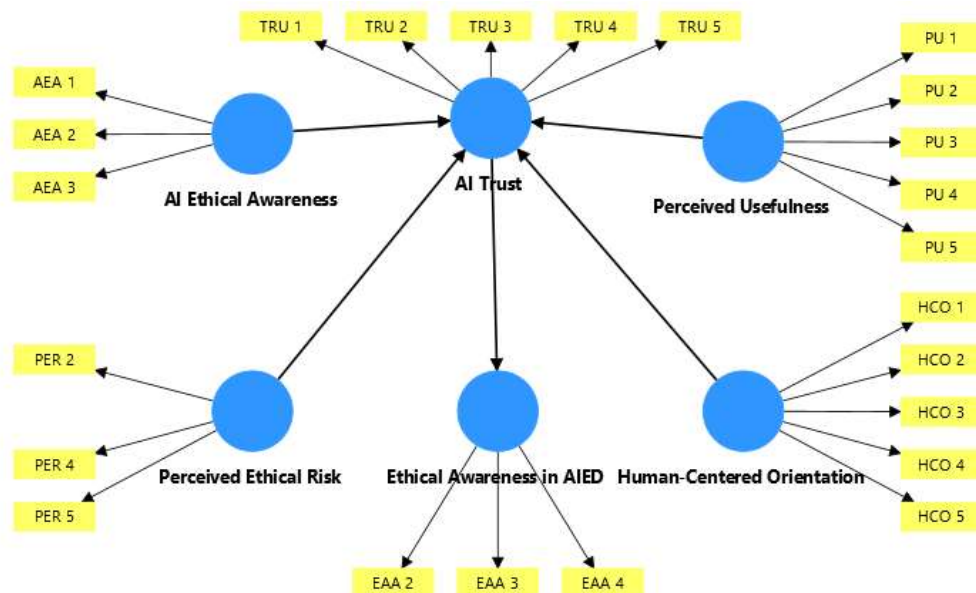 TRU 1
TRU 2
TRU 3
TRU 4
TRU 5
PU 1
AEA 1
PU 2
AEA 2
PU 3
AEA 3
PU 4
AI Ethical Awareness
AI Trust
Perceived Usefulness
PU 5
HCO 1
PER 2
HCO 2
HCO 3
PER 4
HCO 4
Perceived Ethical Risk
Ethical Awareness in AIED
Human-Centered Orientation
PER 5
HCO 5
EAA 2
EAA 3
EAA 4